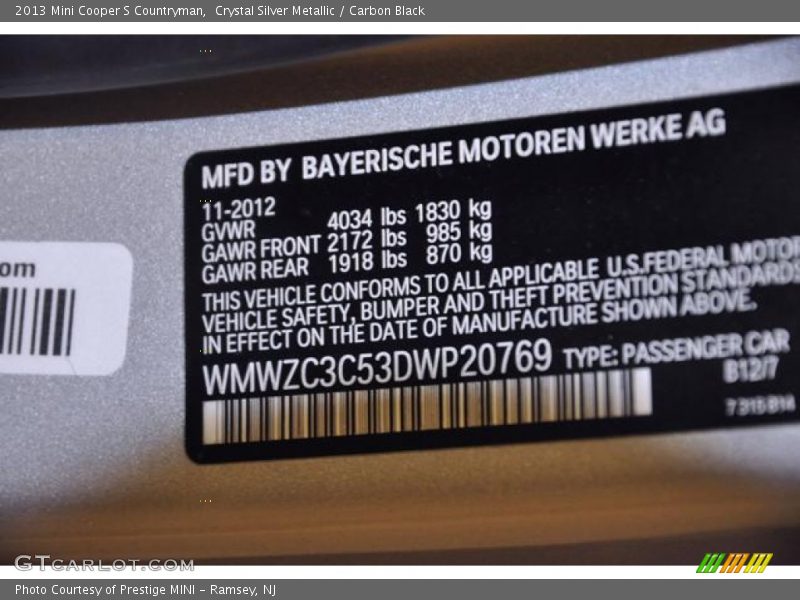 2013 Mini Cooper S Countryman,  Crystal Silver Metallic / Carbon Black
MFD BY BAYERISCHE MOTOREN WERKE AG
11-2012
GVWR 4034 lbs 1830 kg
GAWR FRONT 2172 lbs 985 kg
GAWR REAR 1918 lbs 870 kg
THIS VEHICLE CONFORMS TO ALL APPLICABLE U.S.FEDERAL MOTOR
VEHICLE SAFETY, BUMPER AND THEFT PREVENTION STANDARDS
IN EFFECT ON THE DATE OF MANUFACTURE SHOWN ABOVE.
WMWZC3C53DWP20769 TYPE: PASSENGER CAR
B12/7
om
GTcarlot.com
Photo Courtesy of Prestige MINI - Ramsey, NJ